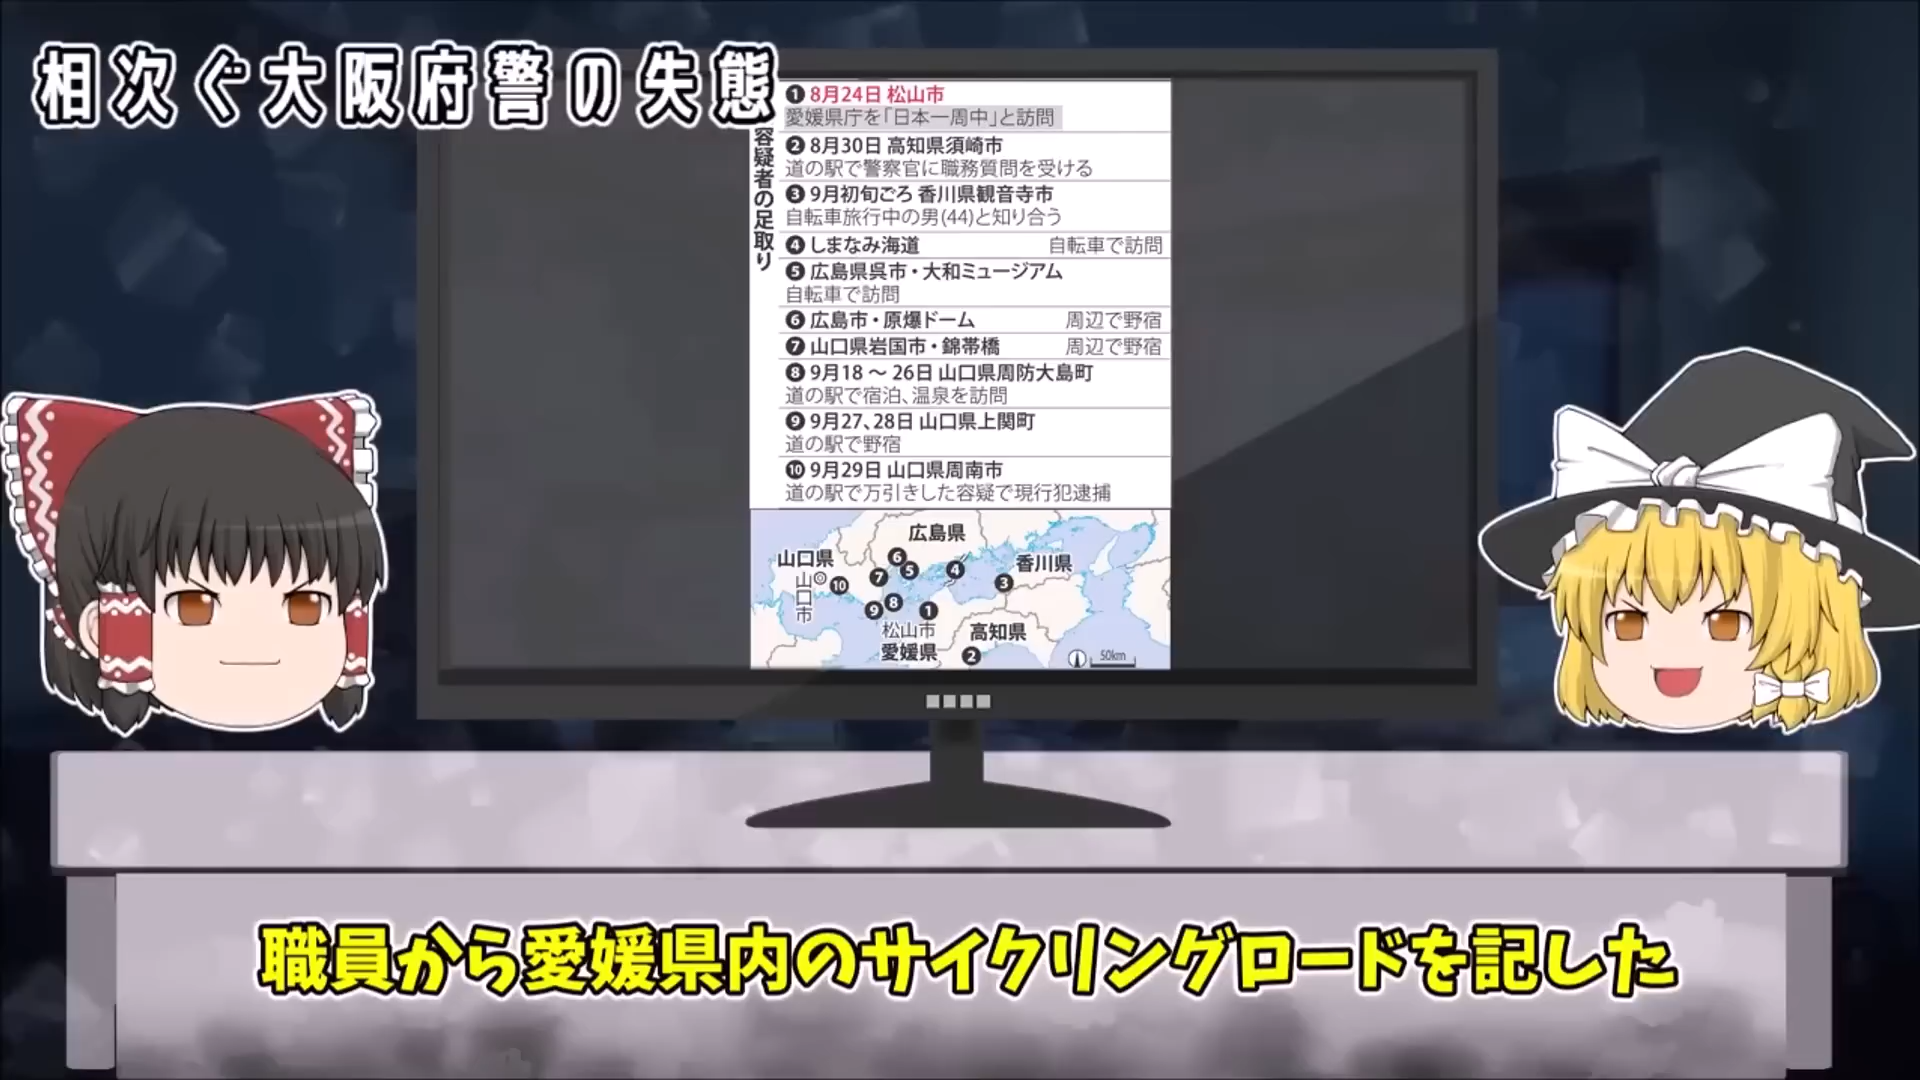 相次ぐ大阪府警の失態
容疑者の足取り
❶8月24日 松山市
愛媛県庁を「日本一周中」と訪問
❷8月30日 高知県須崎市
道の駅で警察官に職務質問を受ける
❸9月初旬ごろ 香川県観音寺市
自転車旅行中の男(44)と知り合う
❹しまなみ海道 自転車で訪問
❺広島県呉市・大和ミュージアム
自転車で訪問
❻広島市・原爆ドーム 周辺で野宿
❼山口県岩国市・錦帯橋 周辺で野宿
❽9月18～26日 山口県周防大島町
道の駅で宿泊、温泉を訪問
❾9月27、28日 山口県上関町
道の駅で野宿
❿9月29日 山口県周南市
道の駅で万引きした容疑で現行犯逮捕
広島県
山口県
香川県
山口市
❻
❺
❹
❼
❿
❸
❽
❾
❶
松山市
高知県
愛媛県
❷
50km
職員から愛媛県内のサイクリングロードを記した